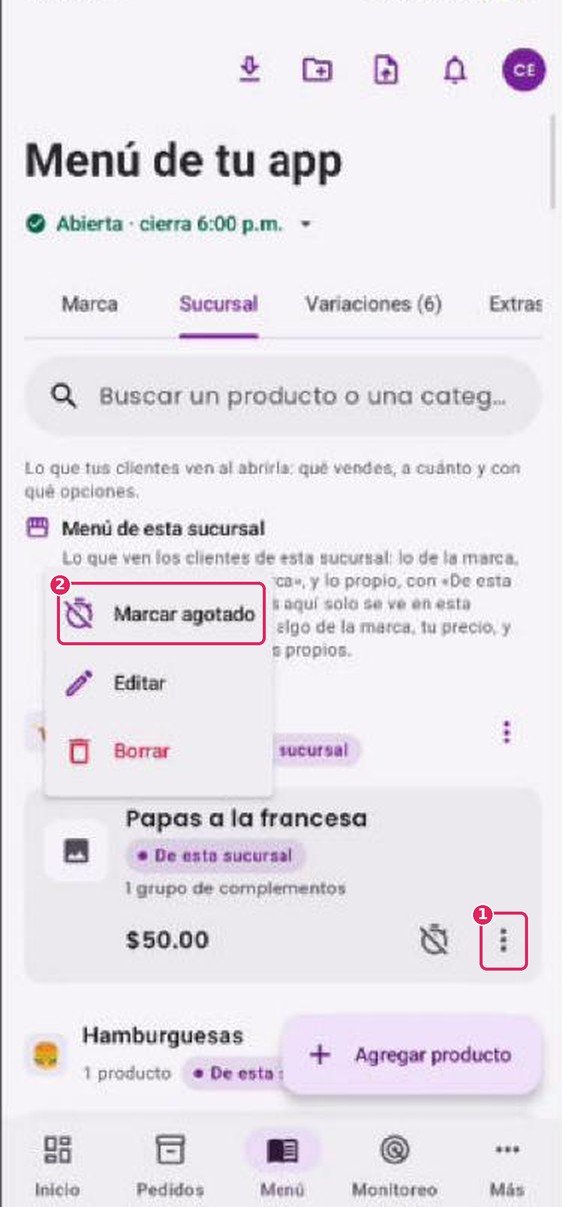 CE
Menú de tu app
Abierta · cierra 6:00 p.m.
Marca Sucursal Variaciones (6) Extras
Buscar un producto o una categ...
Lo que tus clientes ven al abrirla: qué vendes, a cuánto y con
qué opciones.
Menú de esta sucursal
Lo que ven los clientes de esta sucursal: lo de la marca,
ca», y lo propio, con «De esta
s aquí solo se ve en esta
algo de la marca, tu precio, y
s propios.
2
Marcar agotado
Editar
Borrar
sucursal
Papas a la francesa
• De esta sucursal
1 grupo de complementos
1
$50.00
Hamburguesas
1 producto • De esta
+ Agregar producto
Inicio Pedidos Menú Monitoreo Más